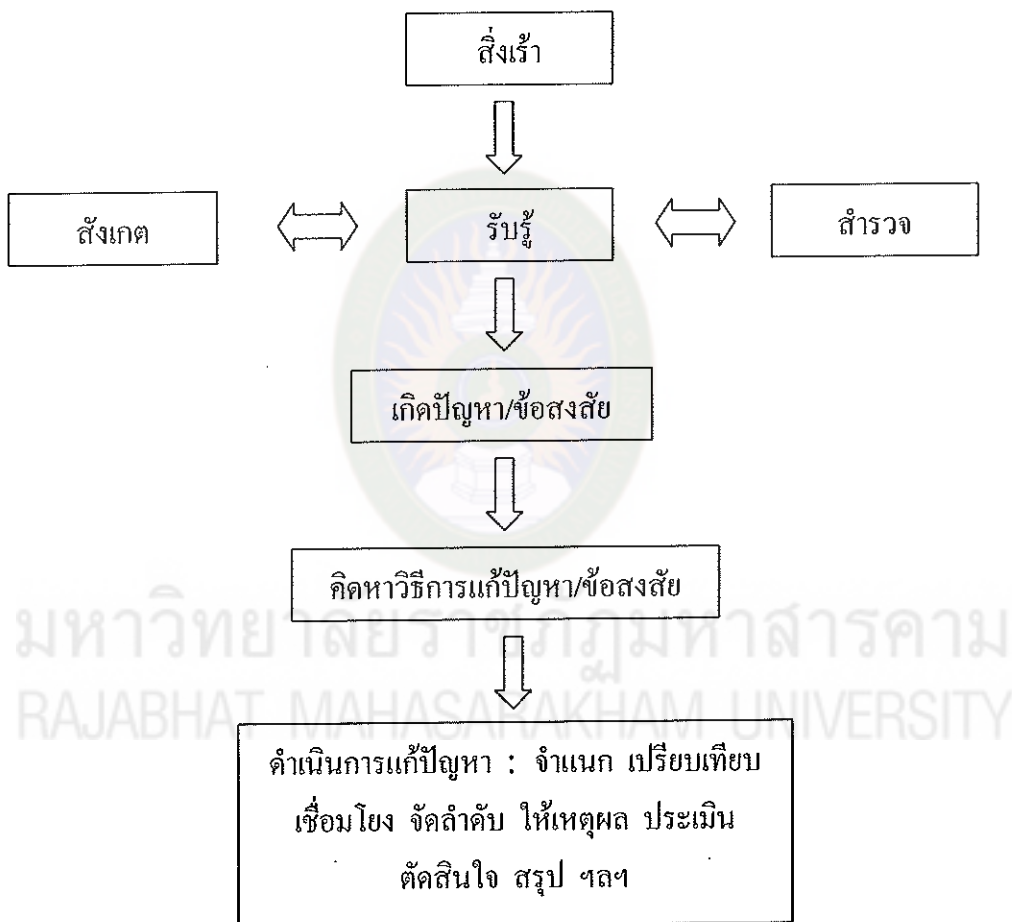 สิ่งเร้า
สังเกต
รับรู้
สำรวจ
เกิดปัญหา/ข้อสงสัย
คิดหาวิธีการแก้ปัญหา/ข้อสงสัย
มหาวิทยาลัยราชภัฏมหาสารคาม
RAJABHAT MAHASARAKHAM UNIVERSITY
ดำเนินการแก้ปัญหา : จำแนก เปรียบเทียบ
เชื่อมโยง จัดลำดับ ให้เหตุผล ประเมิน
ตัดสินใจ สรุป ฯลฯ